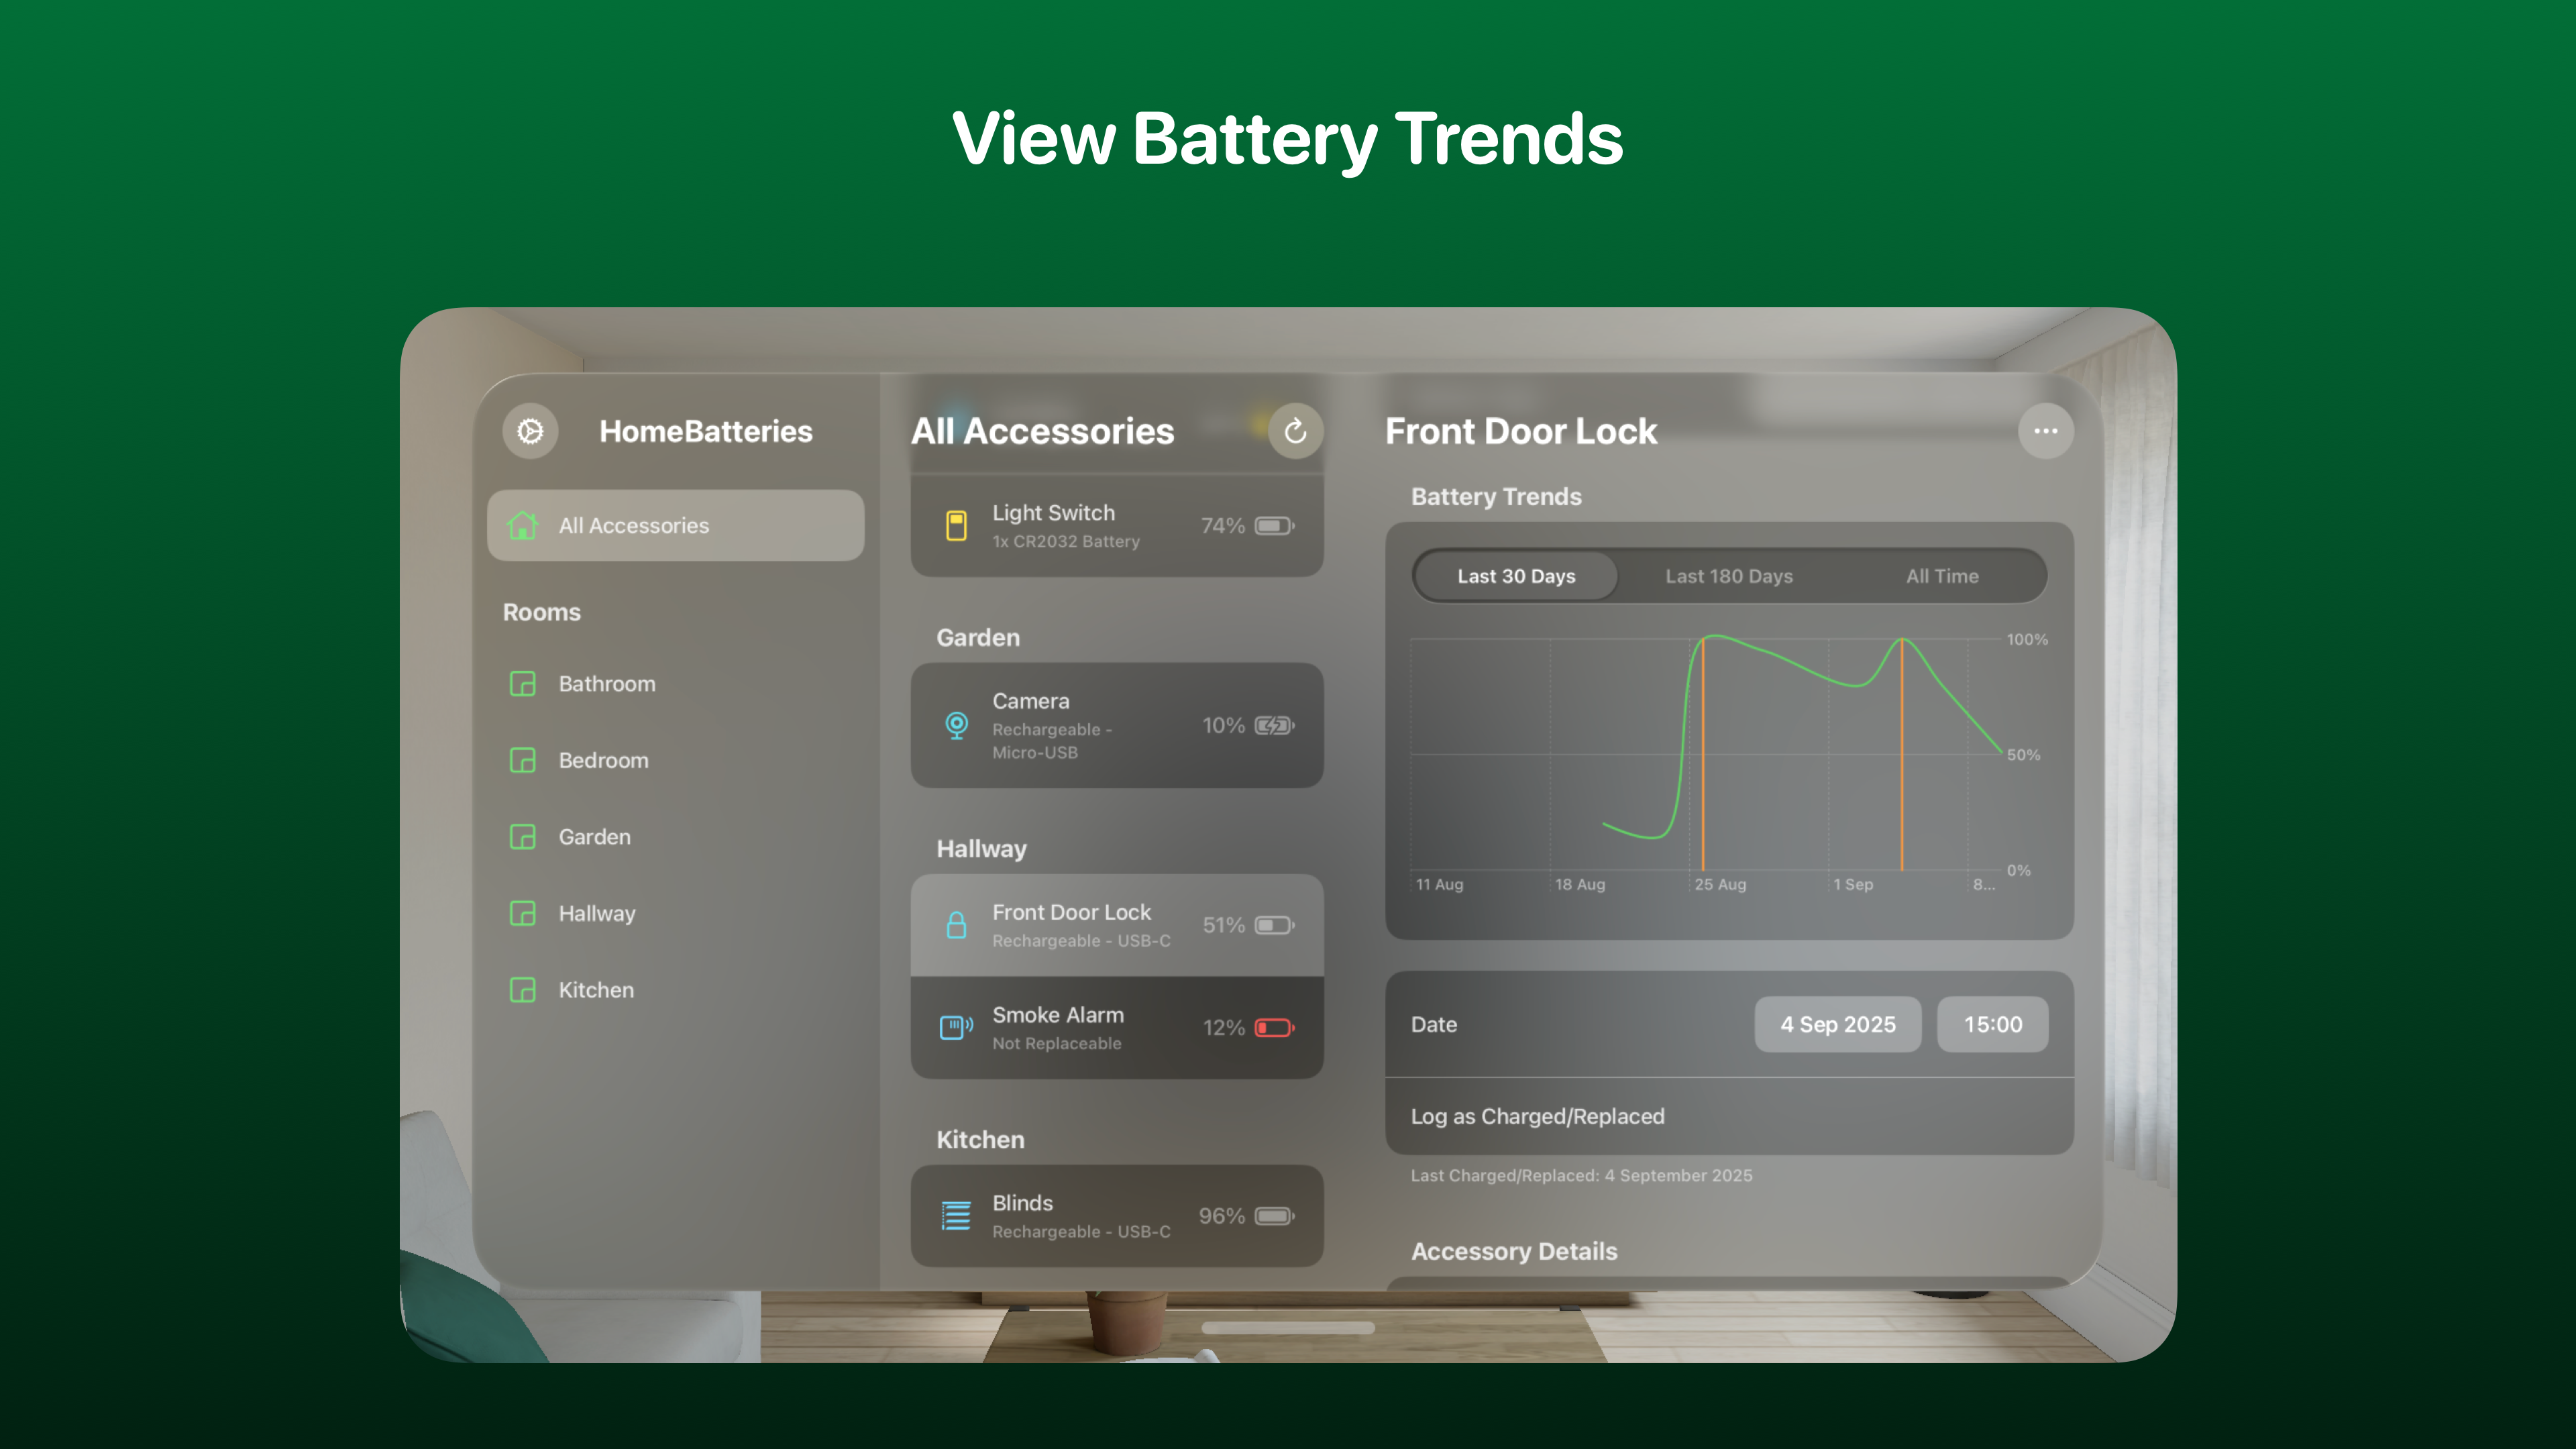 View Battery Trends
HomeBatteries
All Accessories
Rooms
Bathroom
Bedroom
Garden
Hallway
Kitchen
All Accessories
Light Switch
1x CR2032 Battery
74%
Garden
Camera
Rechargeable -
Micro-USB
10%
Hallway
Front Door Lock
Rechargeable - USB-C
51%
Smoke Alarm
Not Replaceable
12%
Kitchen
Blinds
Rechargeable - USB-C
96%
Front Door Lock
Battery Trends
Last 30 Days
Last 180 Days
All Time
100%
50%
0%
11 Aug
18 Aug
25 Aug
1 Sep
8...
Date
4 Sep 2025
15:00
Log as Charged/Replaced
Last Charged/Replaced: 4 September 2025
Accessory Details